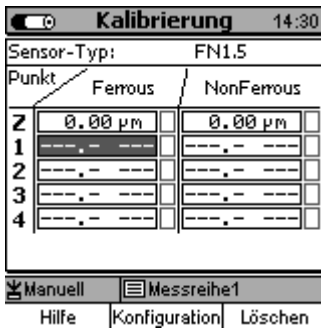 Kalibrierung 14:30
Sensor-Typ: FN1.5
Punkt Ferrous NonFerrous
Z 0.00 µm 0.00 µm
1 ---.- --- ---.- ---
2 ---.- --- ---.- ---
3 ---.- --- ---.- ---
4 ---.- --- ---.- ---
Manuell Messreihe1
Hilfe Konfiguration Löschen